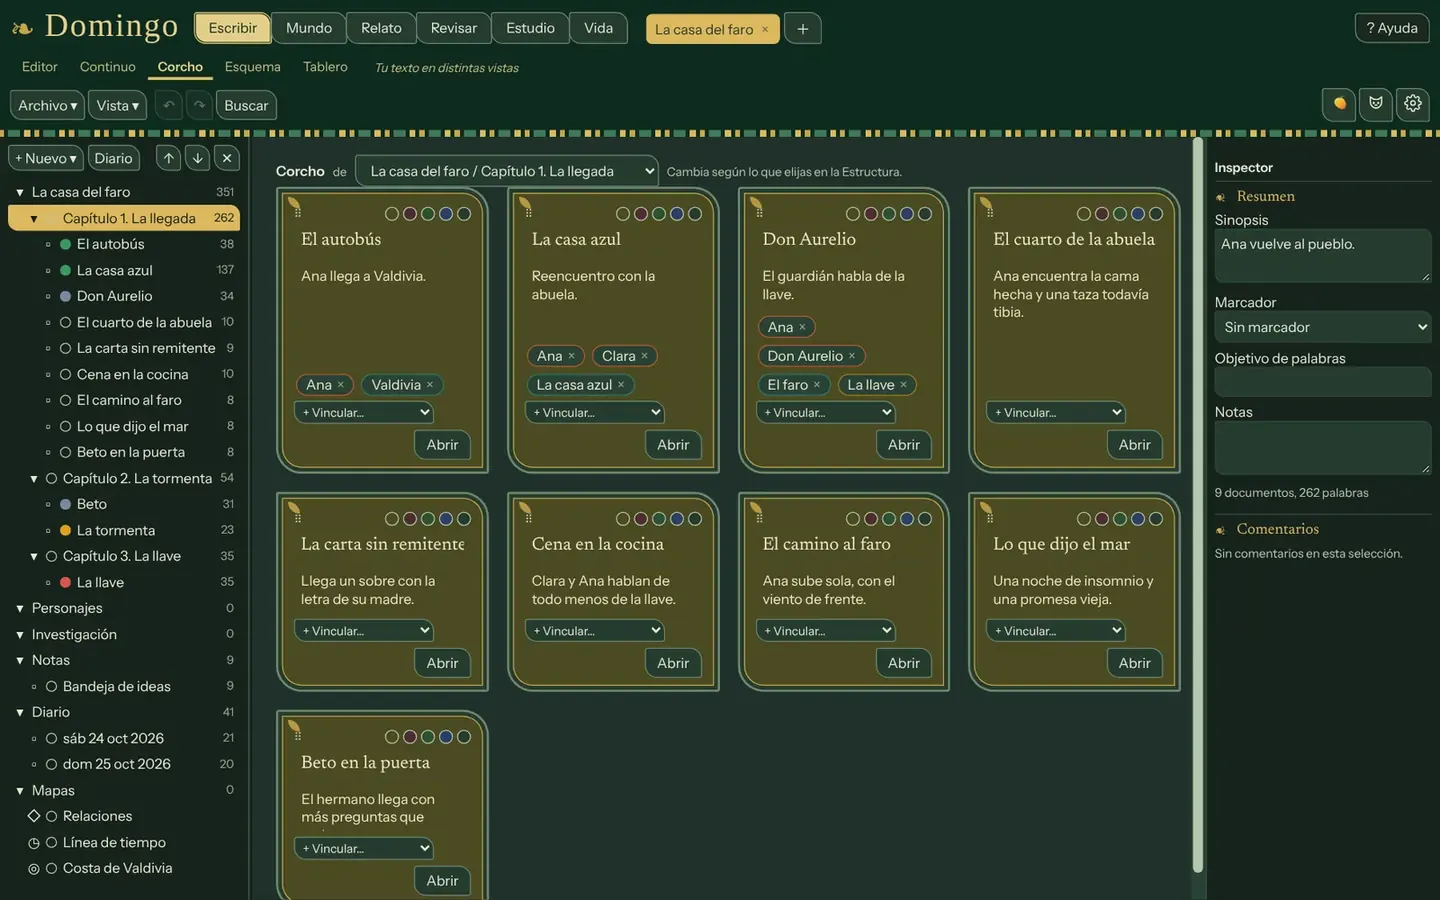 Domingo
Escribir
Mundo
Relato
Revisar
Estudio
Vida
La casa del faro ×
+
? Ayuda
Editor
Continuo
Corcho
Esquema
Tablero
Tu texto en distintas vistas
Archivo ▾
Vista ▾
Buscar
+ Nuevo ▾
Diario
La casa del faro 351
Capítulo 1. La llegada 262
El autobús 38
La casa azul 137
Don Aurelio 34
El cuarto de la abuela 10
La carta sin remitente 9
Cena en la cocina 10
El camino al faro 8
Lo que dijo el mar 8
Beto en la puerta 8
Capítulo 2. La tormenta 54
Beto 31
La tormenta 23
Capítulo 3. La llave 35
La llave 35
Personajes 0
Investigación 0
Notas 9
Bandeja de ideas 9
Diario 41
sáb 24 oct 2026 21
dom 25 oct 2026 20
Mapas 0
Relaciones
Línea de tiempo
Costa de Valdivia
Corcho de La casa del faro / Capítulo 1. La llegada Cambia según lo que elijas en la Estructura.
El autobús
Ana llega a Valdivia.
Ana ×
Valdivia ×
+ Vincular...
Abrir
La casa azul
Reencuentro con la
abuela.
Ana ×
Clara ×
La casa azul ×
+ Vincular...
Abrir
Don Aurelio
El guardián habla de la
llave.
Ana ×
Don Aurelio ×
El faro ×
La llave ×
+ Vincular...
Abrir
El cuarto de la abuela
Ana encuentra la cama
hecha y una taza todavía
tibia.
+ Vincular...
Abrir
La carta sin remitente
Llega un sobre con la
letra de su madre.
+ Vincular...
Abrir
Cena en la cocina
Clara y Ana hablan de
todo menos de la llave.
+ Vincular...
Abrir
El camino al faro
Ana sube sola, con el
viento de frente.
+ Vincular...
Abrir
Lo que dijo el mar
Una noche de insomnio y
una promesa vieja.
+ Vincular...
Abrir
Beto en la puerta
El hermano llega con
más preguntas que
+ Vincular...
Abrir
Inspector
Resumen
Sinopsis
Ana vuelve al pueblo.
Marcador
Sin marcador
Objetivo de palabras
Notas
9 documentos, 262 palabras
Comentarios
Sin comentarios en esta selección.